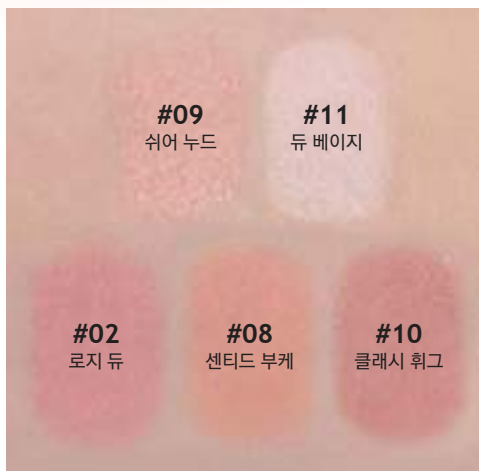 #09
쉬어 누드
#11
듀 베이지
#02
로지 듀
#08
센티드 부케
#10
클래시 휘그